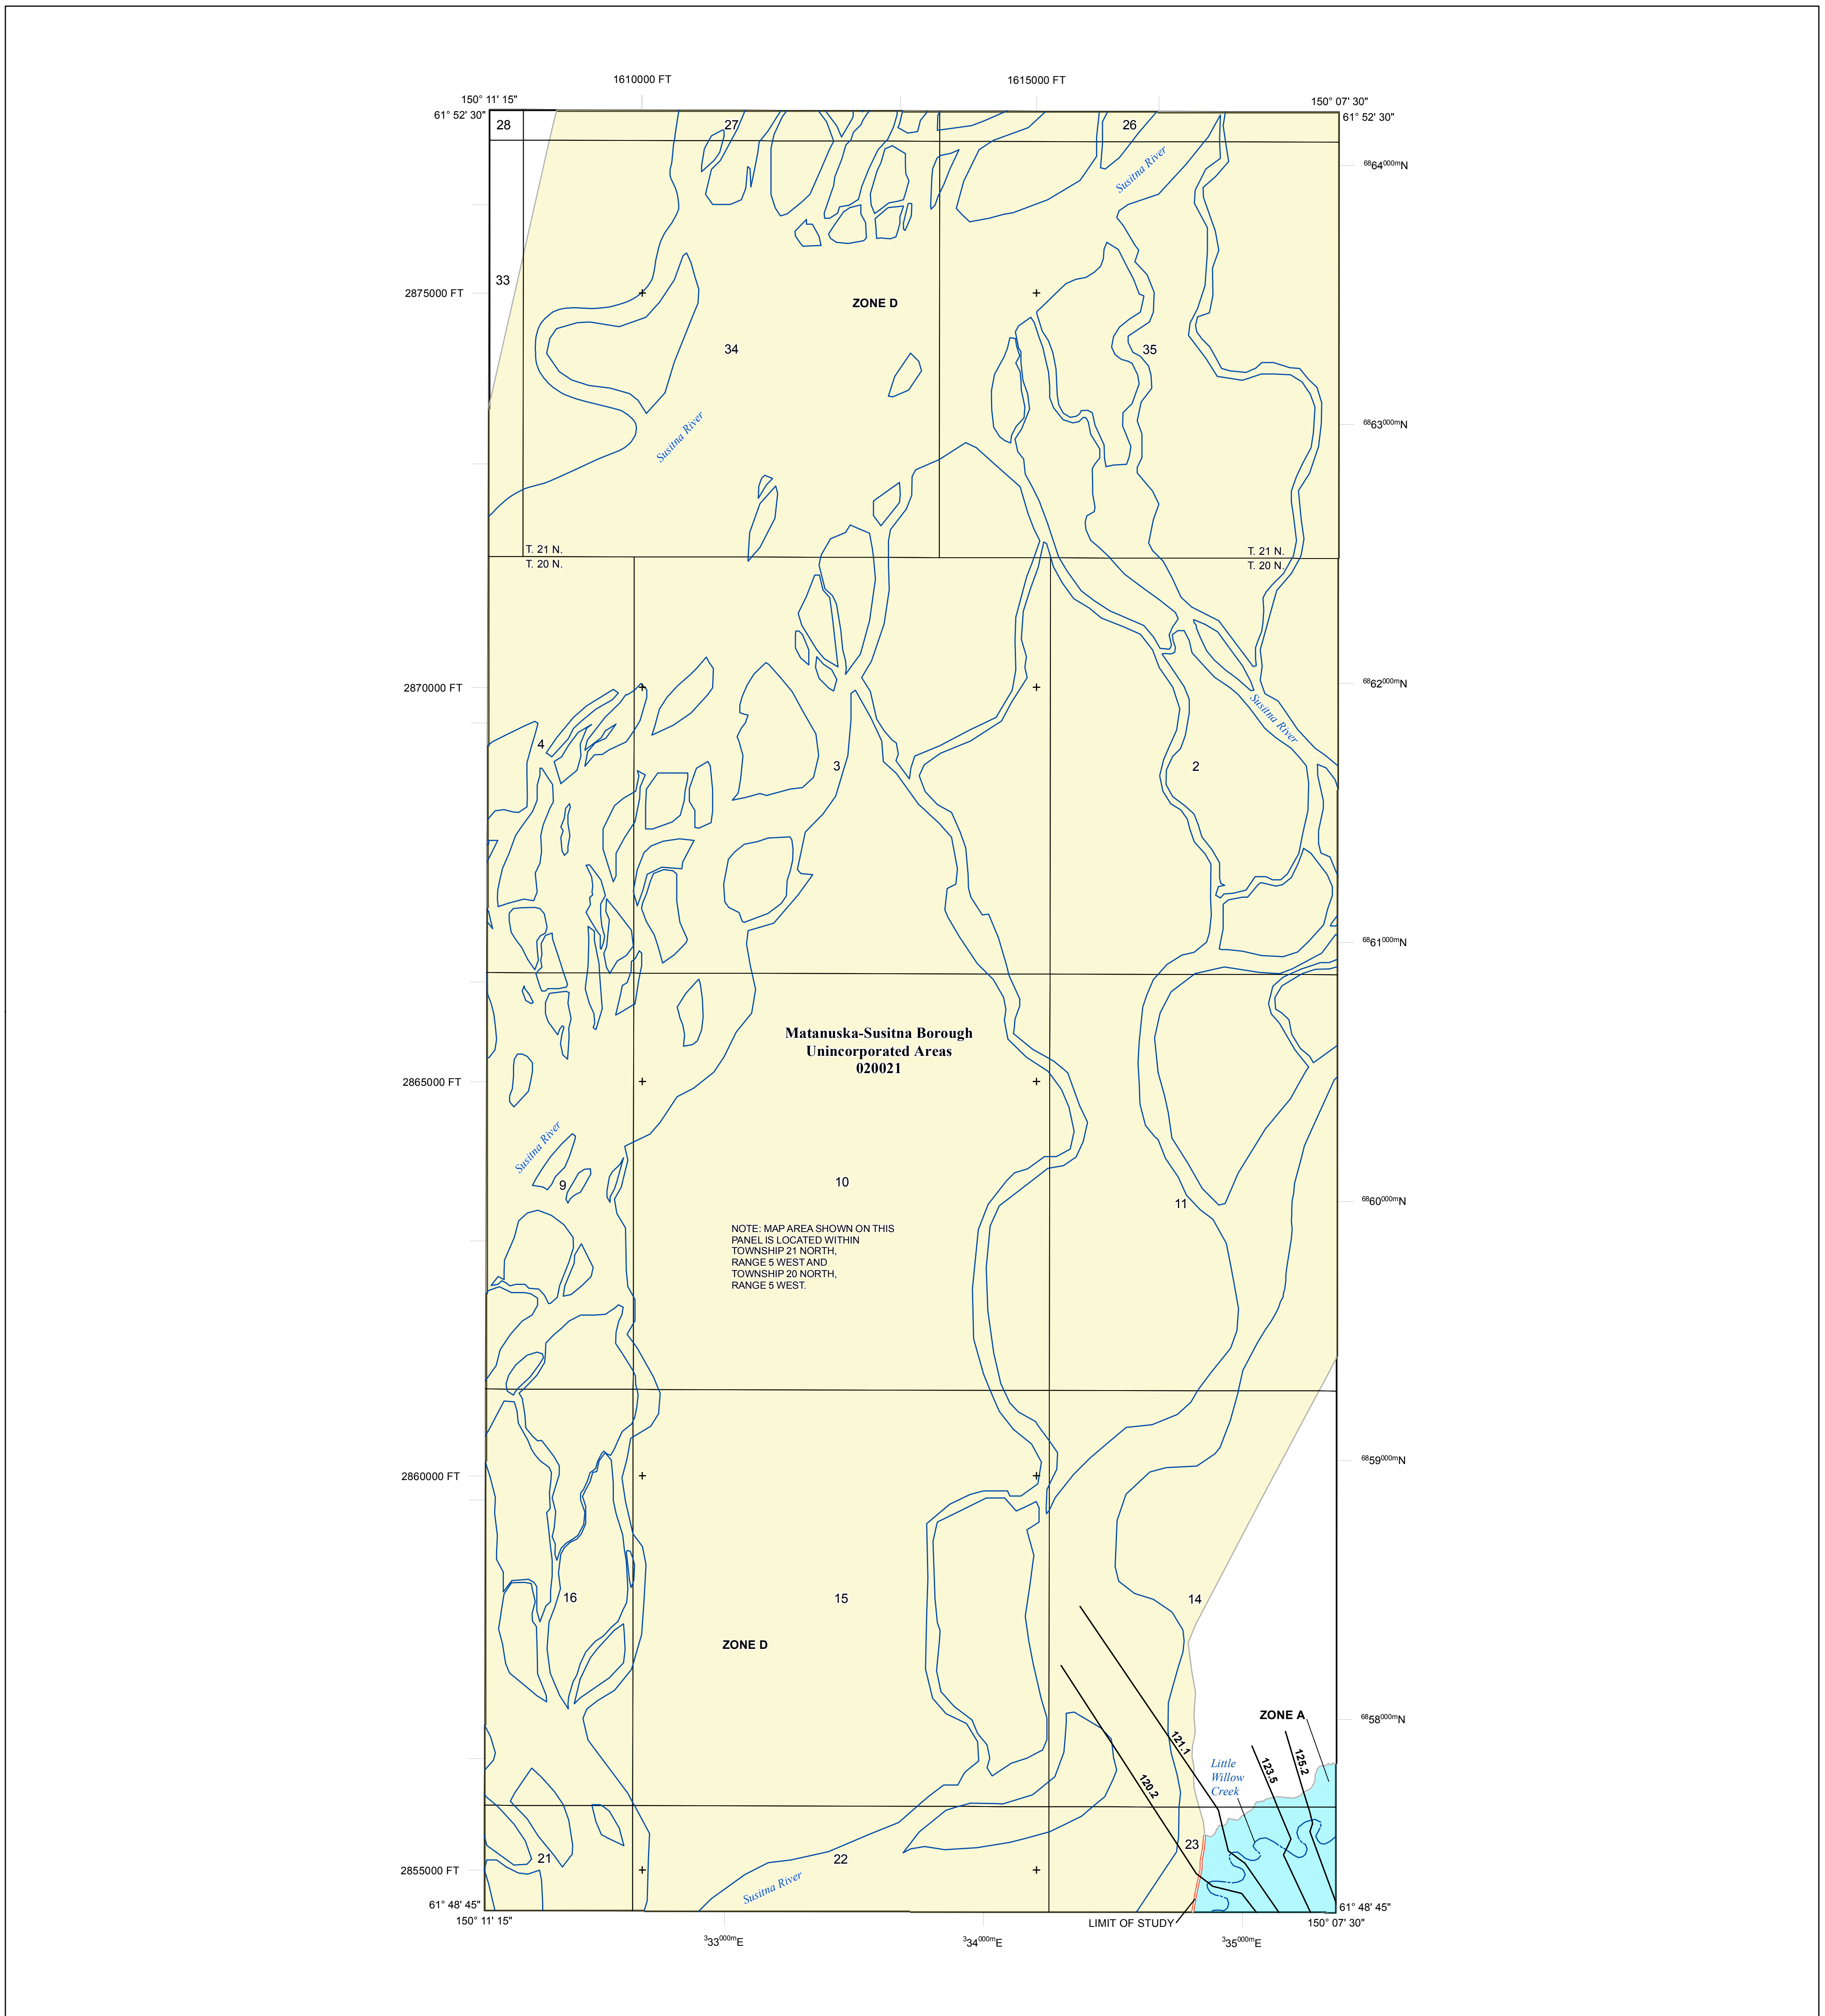 1610000 FT
1615000 FT
150° 11' 15"
150° 07' 30"
61° 52' 30"
61° 52' 30"
28
27
26
6864000mN
Susitna River
33
2875000 FT
ZONE D
34
35
6863000mN
Susitna River
T. 21 N.
T. 20 N.
T. 21 N.
T. 20 N.
2870000 FT
6862000mN
Susitna River
4
3
2
6861000mN
Matanuska-Susitna Borough
Unincorporated Areas
020021
2865000 FT
Susitna River
9
10
11
6860000mN
NOTE: MAP AREA SHOWN ON THIS
PANEL IS LOCATED WITHIN
TOWNSHIP 21 NORTH,
RANGE 5 WEST AND
TOWNSHIP 20 NORTH,
RANGE 5 WEST.
2860000 FT
6859000mN
16
15
14
ZONE D
ZONE A
6858000mN
121.1
120.2
Little
Willow
Creek
123.5
125.2
21
22
23
2855000 FT
Susitna River
61° 48' 45"
61° 48' 45"
150° 11' 15"
LIMIT OF STUDY
150° 07' 30"
333000mE
334000mE
335000mE